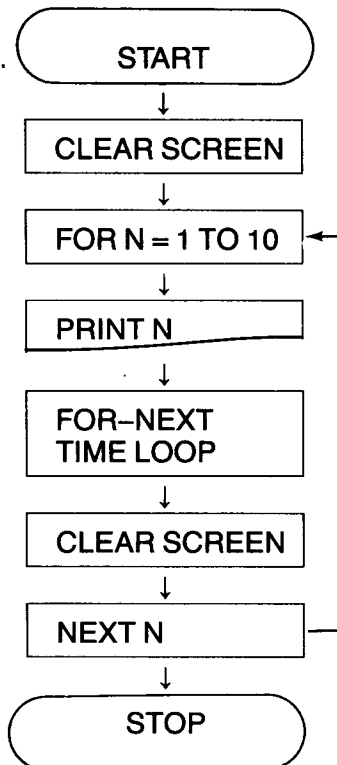 START
CLEAR SCREEN
FOR N = 1 TO 10
PRINT N
FOR–NEXT
TIME LOOP
CLEAR SCREEN
NEXT N
STOP